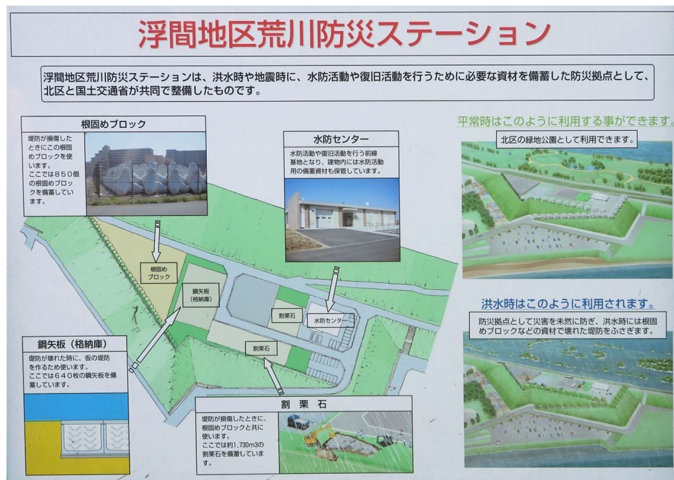 浮間地区荒川防災ステーション
浮間地区荒川防災ステーションは、洪水時や地震時に、水防活動や復旧活動を行うために必要な資材を備蓄した防災拠点として、
北区と国土交通省が共同で整備したものです。
根固めブロック
堤防が損傷した
ときにこの根固
めブロックを使
います。
ここでは850個
の根固めブロッ
クを備蓄してい
ます。
水防センター
水防活動や復旧活動を行う前線
基地となり、建物内には水防活動
用の備蓄資材も保管しています。
平常時はこのように利用する事ができます。
北区の緑地公園として利用できます。
根固め
ブロック
鋼矢板
(格納庫)
割栗石
水防センター
割栗石
洪水時はこのように利用されます。
防災拠点として災害を未然に防ぎ、洪水時には根固
めブロックなどの資材で壊れた堤防をふさぎます。
鋼矢板(格納庫)
堤防が壊れた時に、仮の堤防
を作るため使います。
ここでは640枚の鋼矢板を備
蓄しています。
割栗石
堤防が損傷したときに、
根固めブロックと共に
使います。
ここでは約1,730m3の
割栗石を備蓄していま
す。